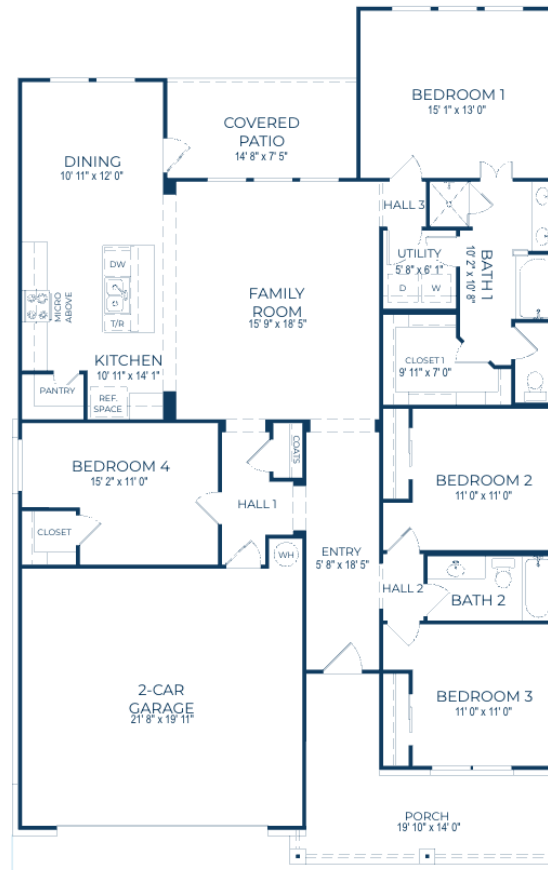 BEDROOM 1
15' 1" x 13' 0"
COVERED
PATIO
14' 8" x 7' 5"
DINING
10' 11" x 12' 0"
HALL 3
UTILITY
5' 8" x 6' 1"
D
W
BATH 1
10' 2" x 10' 8"
DW
T/R
MICRO
ABOVE
FAMILY
ROOM
15' 9" x 18' 5"
KITCHEN
10' 11" x 14' 1"
PANTRY
REF.
SPACE
CLOSET 1
9' 11" x 7' 0"
COATS
BEDROOM 4
15' 2" x 11' 0"
CLOSET
HALL 1
WH
ENTRY
5' 8" x 18' 5"
BEDROOM 2
11' 0" x 11' 0"
HALL 2
BATH 2
2-CAR
GARAGE
21' 8" x 19' 11"
BEDROOM 3
11' 0" x 11' 0"
PORCH
19' 10" x 14' 0"